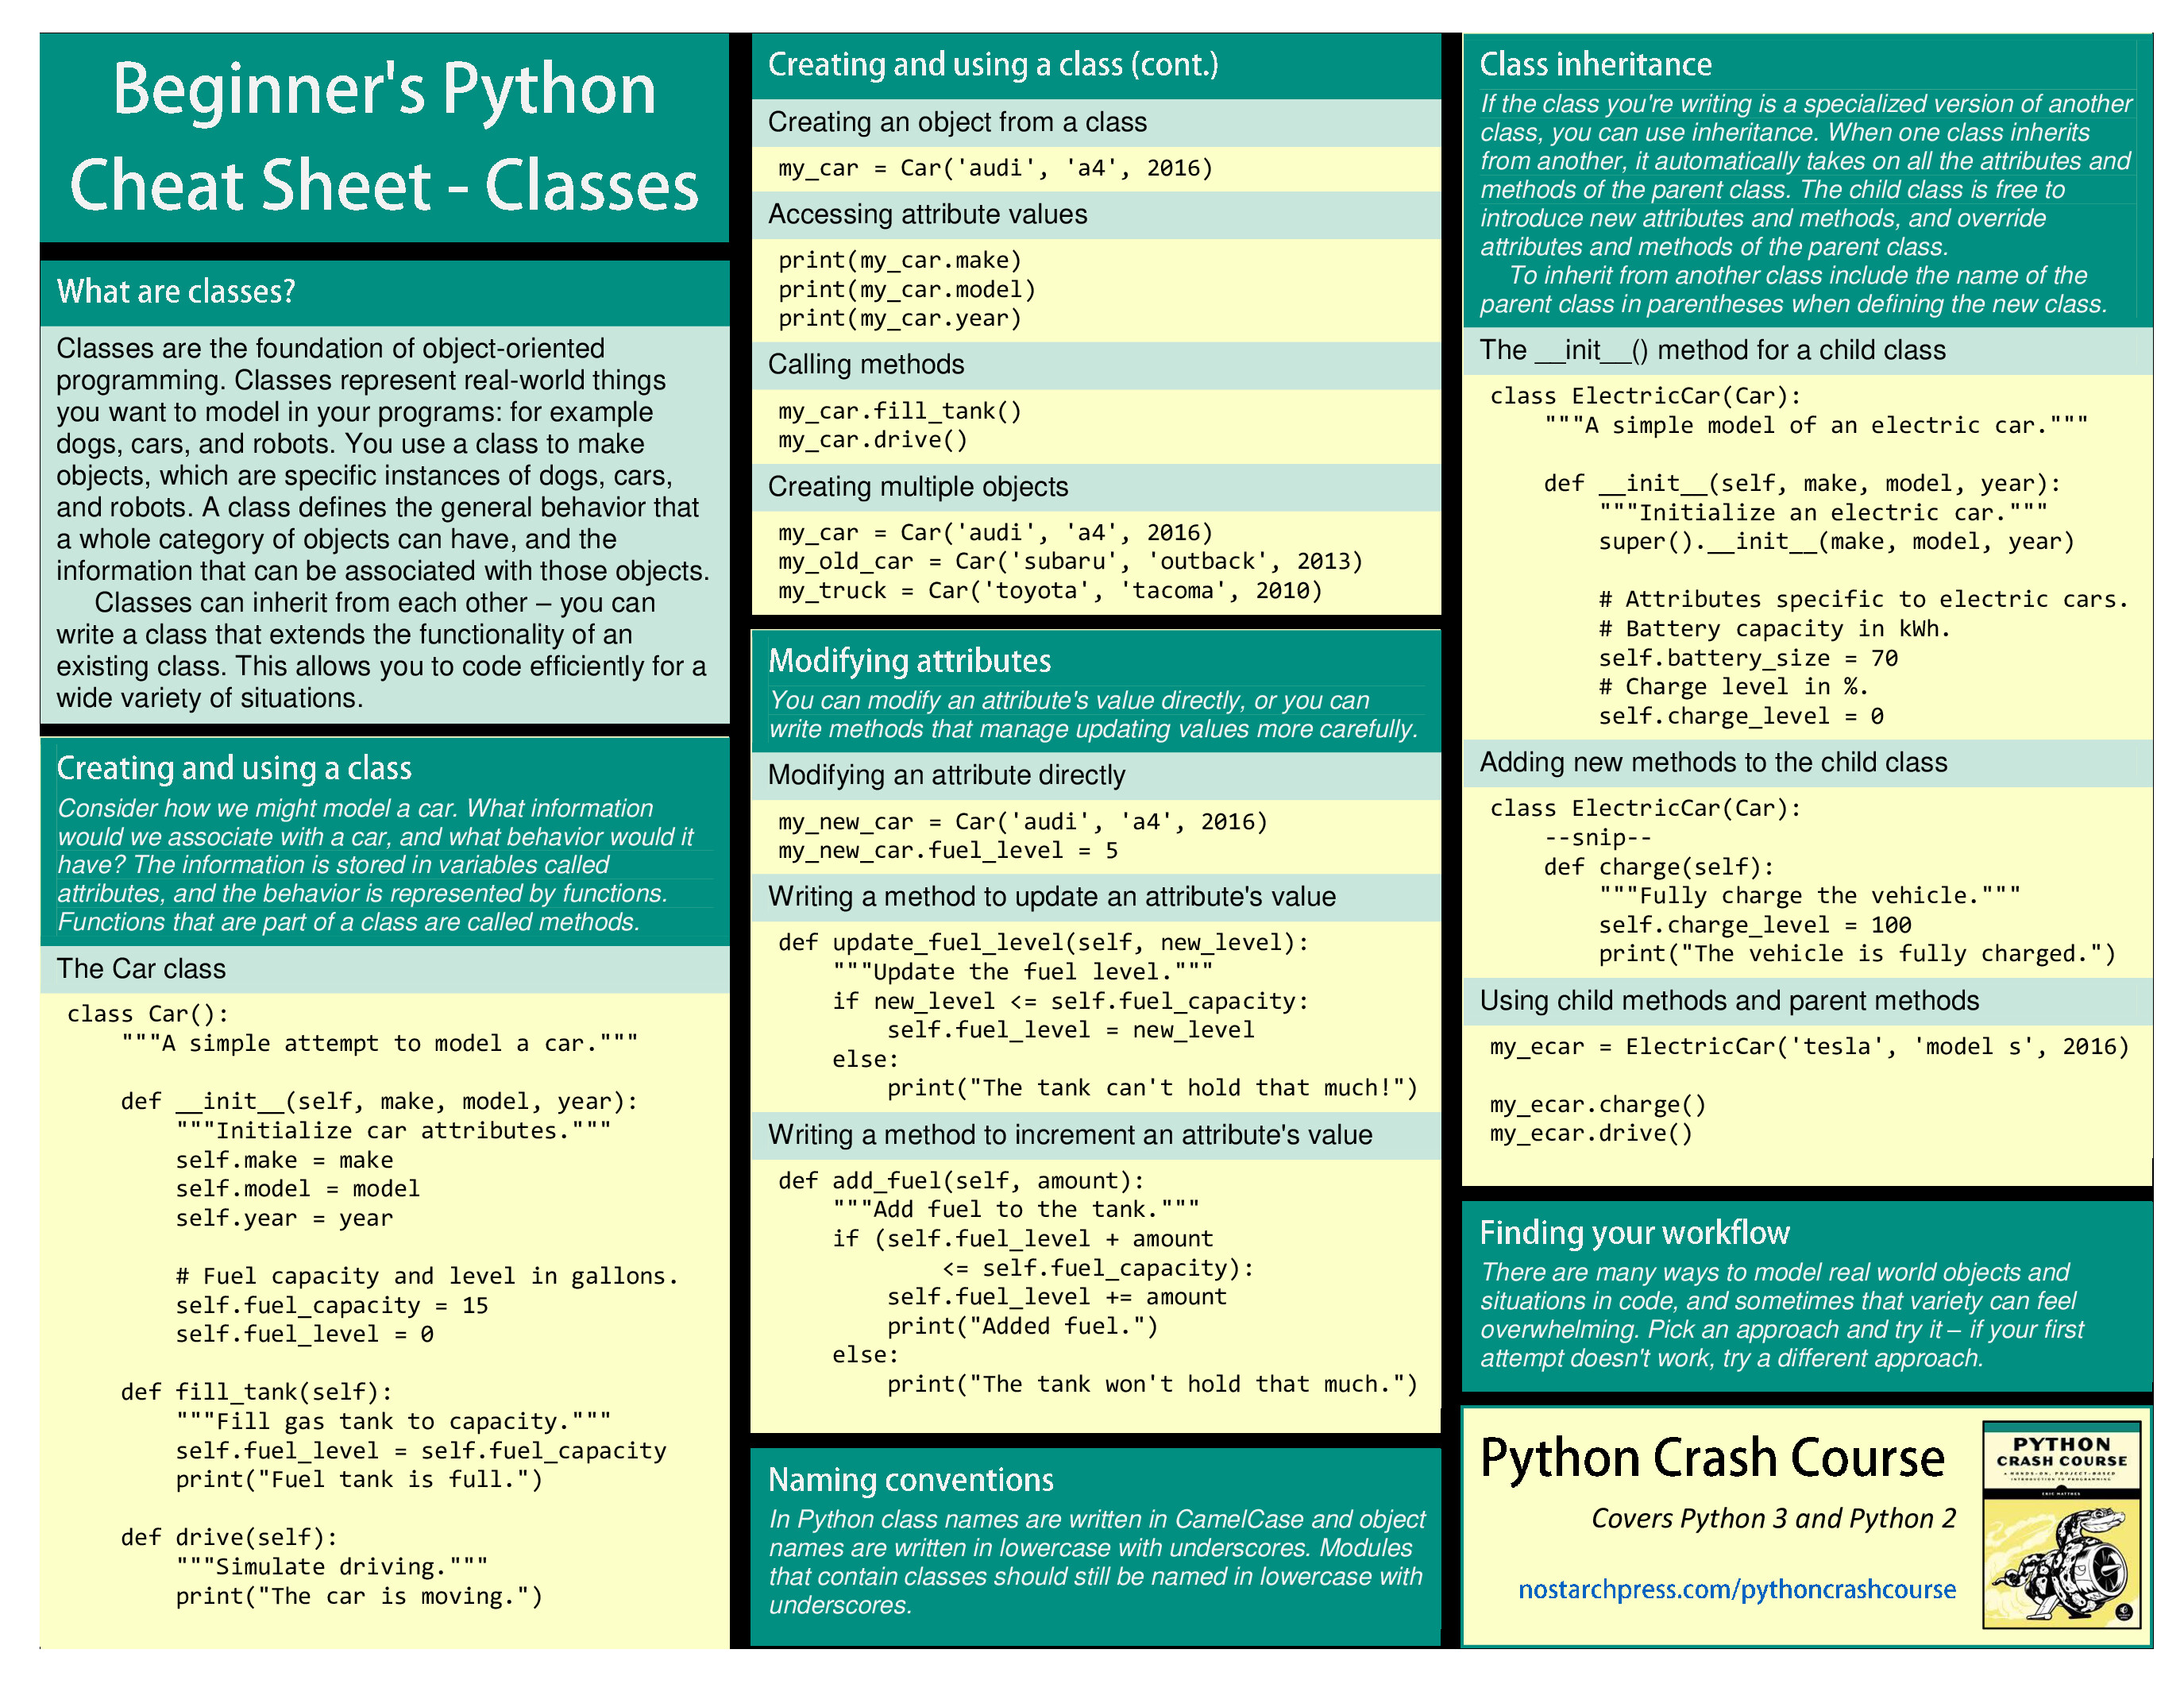 Beginner's Python
Cheat Sheet - Classes
What are classes?
Classes are the foundation of object-oriented
programming. Classes represent real-world things
you want to model in your programs: for example
dogs, cars, and robots. You use a class to make
objects, which are specific instances of dogs, cars,
and robots. A class defines the general behavior that
a whole category of objects can have, and the
information that can be associated with those objects.
    Classes can inherit from each other – you can
write a class that extends the functionality of an
existing class. This allows you to code efficiently for a
wide variety of situations.
Creating and using a class
Consider how we might model a car. What information
would we associate with a car, and what behavior would it
have? The information is stored in variables called
attributes, and the behavior is represented by functions.
Functions that are part of a class are called methods.
The Car class
class Car():
    """A simple attempt to model a car."""

    def __init__(self, make, model, year):
        """Initialize car attributes."""
        self.make = make
        self.model = model
        self.year = year

        # Fuel capacity and level in gallons.
        self.fuel_capacity = 15
        self.fuel_level = 0

    def fill_tank(self):
        """Fill gas tank to capacity."""
        self.fuel_level = self.fuel_capacity
        print("Fuel tank is full.")

    def drive(self):
        """Simulate driving."""
        print("The car is moving.")
Creating and using a class (cont.)
Creating an object from a class
my_car = Car('audi', 'a4', 2016)
Accessing attribute values
print(my_car.make)
print(my_car.model)
print(my_car.year)
Calling methods
my_car.fill_tank()
my_car.drive()
Creating multiple objects
my_car = Car('audi', 'a4', 2016)
my_old_car = Car('subaru', 'outback', 2013)
my_truck = Car('toyota', 'tacoma', 2010)
Modifying attributes
You can modify an attribute's value directly, or you can
write methods that manage updating values more carefully.
Modifying an attribute directly
my_new_car = Car('audi', 'a4', 2016)
my_new_car.fuel_level = 5
Writing a method to update an attribute's value
def update_fuel_level(self, new_level):
    """Update the fuel level."""
    if new_level <= self.fuel_capacity:
        self.fuel_level = new_level
    else:
        print("The tank can't hold that much!")
Writing a method to increment an attribute's value
def add_fuel(self, amount):
    """Add fuel to the tank."""
    if (self.fuel_level + amount
            <= self.fuel_capacity):
        self.fuel_level += amount
        print("Added fuel.")
    else:
        print("The tank won't hold that much.")
Naming conventions
In Python class names are written in CamelCase and object
names are written in lowercase with underscores. Modules
that contain classes should still be named in lowercase with
underscores.
Class inheritance
If the class you're writing is a specialized version of another
class, you can use inheritance. When one class inherits
from another, it automatically takes on all the attributes and
methods of the parent class. The child class is free to
introduce new attributes and methods, and override
attributes and methods of the parent class.
    To inherit from another class include the name of the
parent class in parentheses when defining the new class.
The __init__() method for a child class
class ElectricCar(Car):
    """A simple model of an electric car."""

    def __init__(self, make, model, year):
        """Initialize an electric car."""
        super().__init__(make, model, year)

        # Attributes specific to electric cars.
        # Battery capacity in kWh.
        self.battery_size = 70
        # Charge level in %.
        self.charge_level = 0
Adding new methods to the child class
class ElectricCar(Car):
    --snip--
    def charge(self):
        """Fully charge the vehicle."""
        self.charge_level = 100
        print("The vehicle is fully charged.")
Using child methods and parent methods
my_ecar = ElectricCar('tesla', 'model s', 2016)

my_ecar.charge()
my_ecar.drive()
Finding your workflow
There are many ways to model real world objects and
situations in code, and sometimes that variety can feel
overwhelming. Pick an approach and try it – if your first
attempt doesn't work, try a different approach.
Python Crash Course
Covers Python 3 and Python 2
nostarchpress.com/pythoncrashcourse
PYTHON
CRASH COURSE
A HANDS-ON, PROJECT-BASED
INTRODUCTION TO PROGRAMMING
ERIC MATTHES